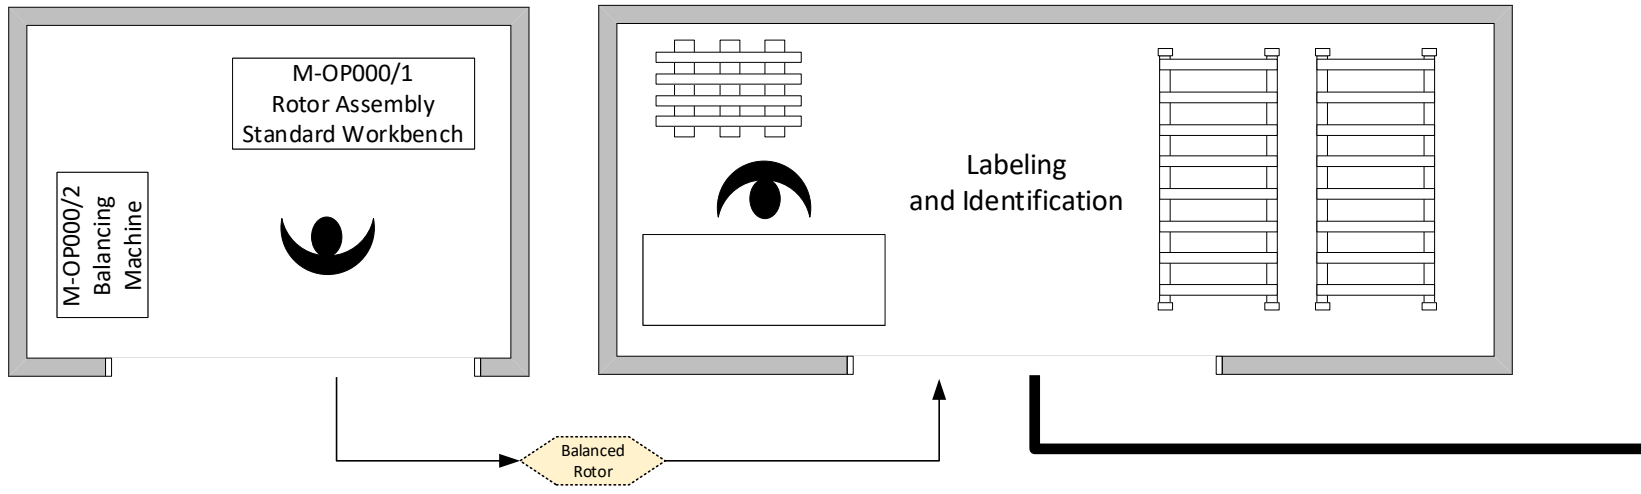 M-OP000/1
Rotor Assembly
Standard Workbench
M-OP000/2
Balancing
Machine
Labeling
and Identification
Balanced
Rotor